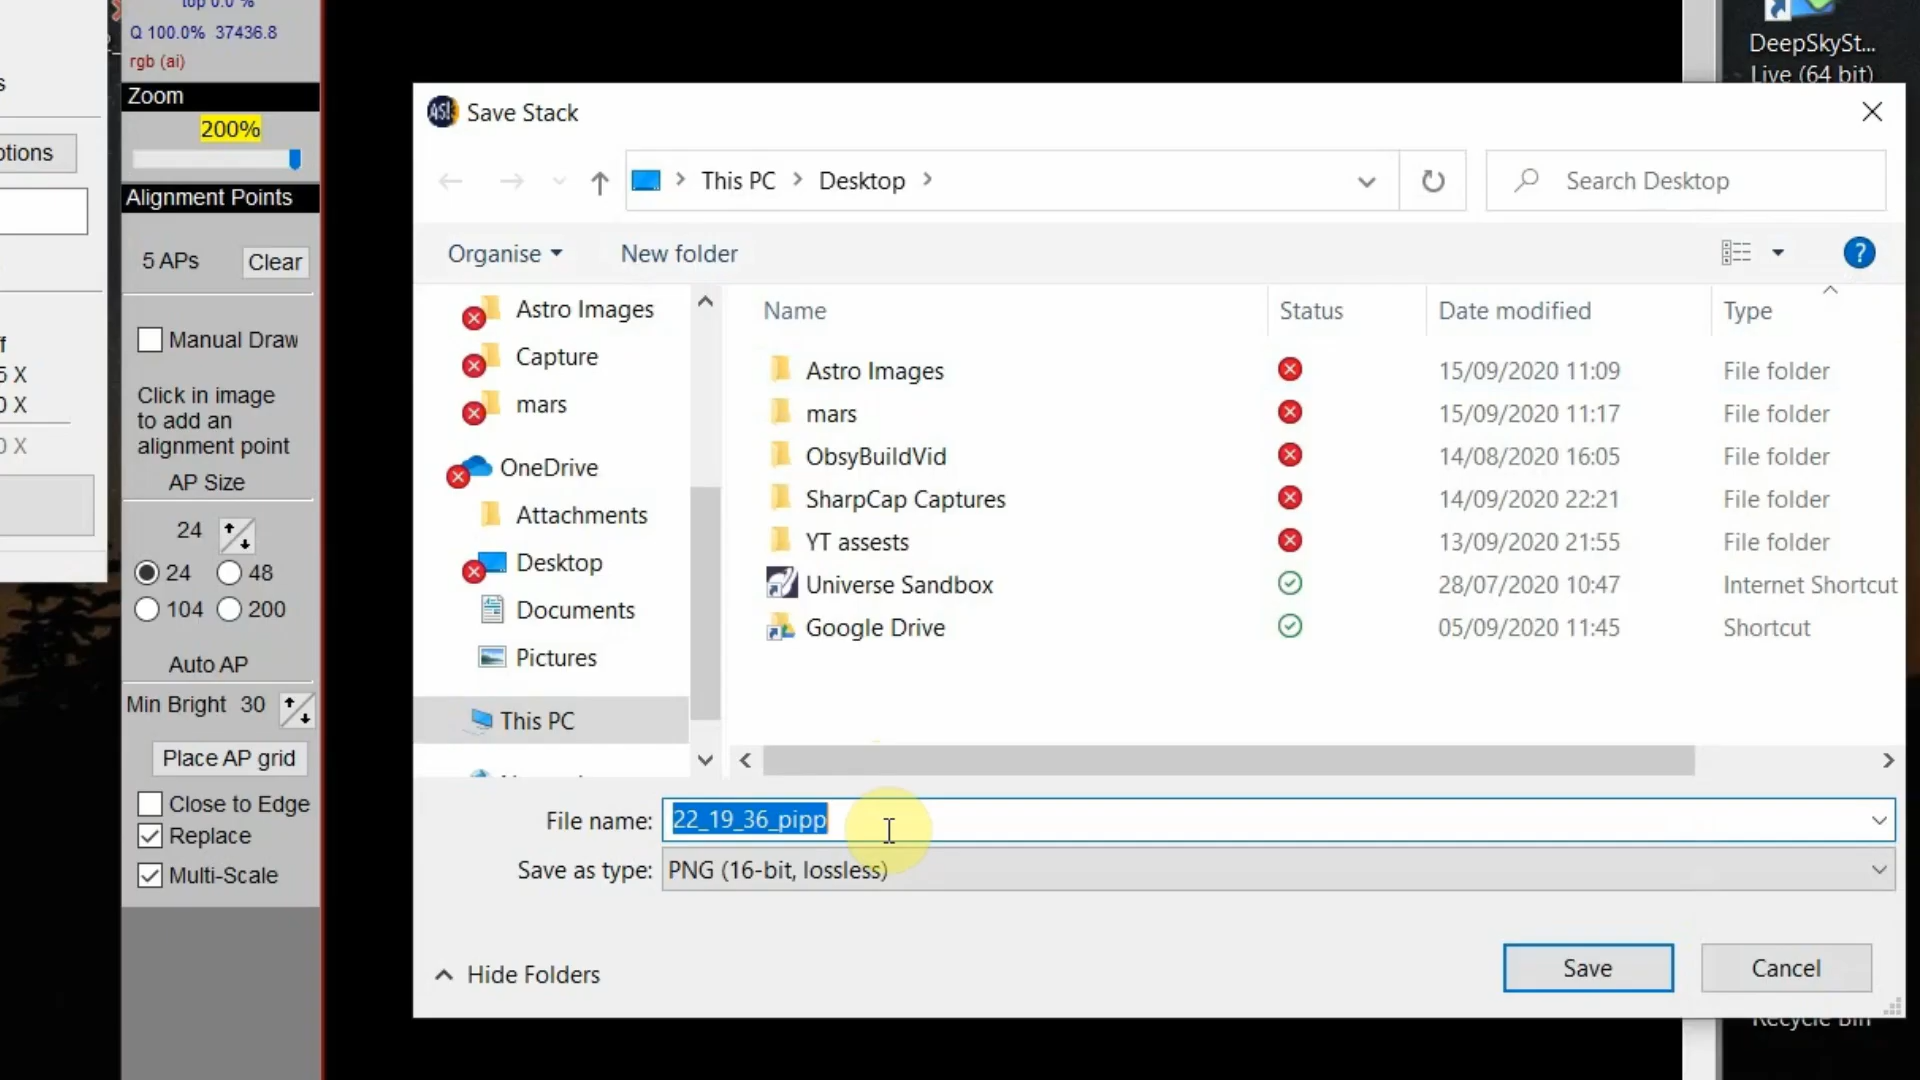 Q 100.0% 37436.8
rgb (ai)
Zoom
200%
Alignment Points
5 APs
Clear
Manual Draw
Click in image
to add an
alignment point
AP Size
24
24
48
104
200
Auto AP
Min Bright 30
Place AP grid
Close to Edge
Replace
Multi-Scale
Save Stack
This PC
Desktop
Search Desktop
Organise
New folder
Astro Images
Capture
mars
OneDrive
Attachments
Desktop
Documents
Pictures
This PC
Name Status Date modified Type
Astro Images 15/09/2020 11:09 File folder
mars 15/09/2020 11:17 File folder
ObsyBuildVid 14/08/2020 16:05 File folder
SharpCap Captures 14/09/2020 22:21 File folder
YT assests 13/09/2020 21:55 File folder
Universe Sandbox 28/07/2020 10:47 Internet Shortcut
Google Drive 05/09/2020 11:45 Shortcut
File name: 22_19_36_pipp
Save as type: PNG (16-bit, lossless)
Hide Folders
Save
Cancel
DeepSkySt...
Live (64 bit)
Recycle Bin